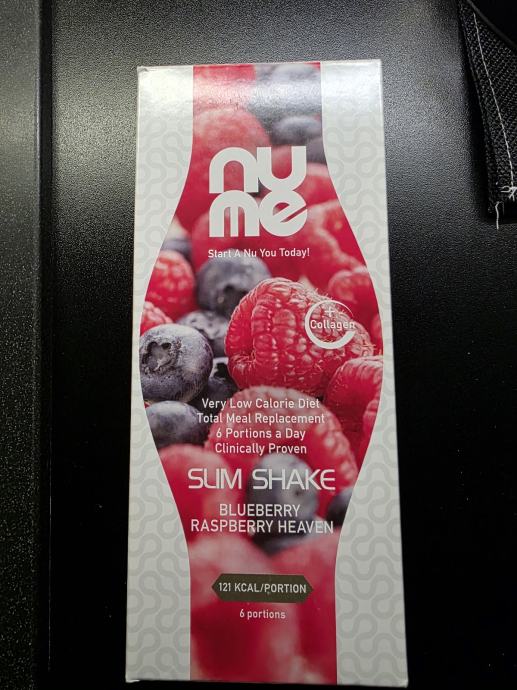 nu
me
Start A Nu You Today!
+
Collagen
Very Low Calorie Diet
Total Meal Replacement
6 Portions a Day
Clinically Proven
SLIM SHAKE
BLUEBERRY
RASPBERRY HEAVEN
121 KCAL/PORTION
6 portions